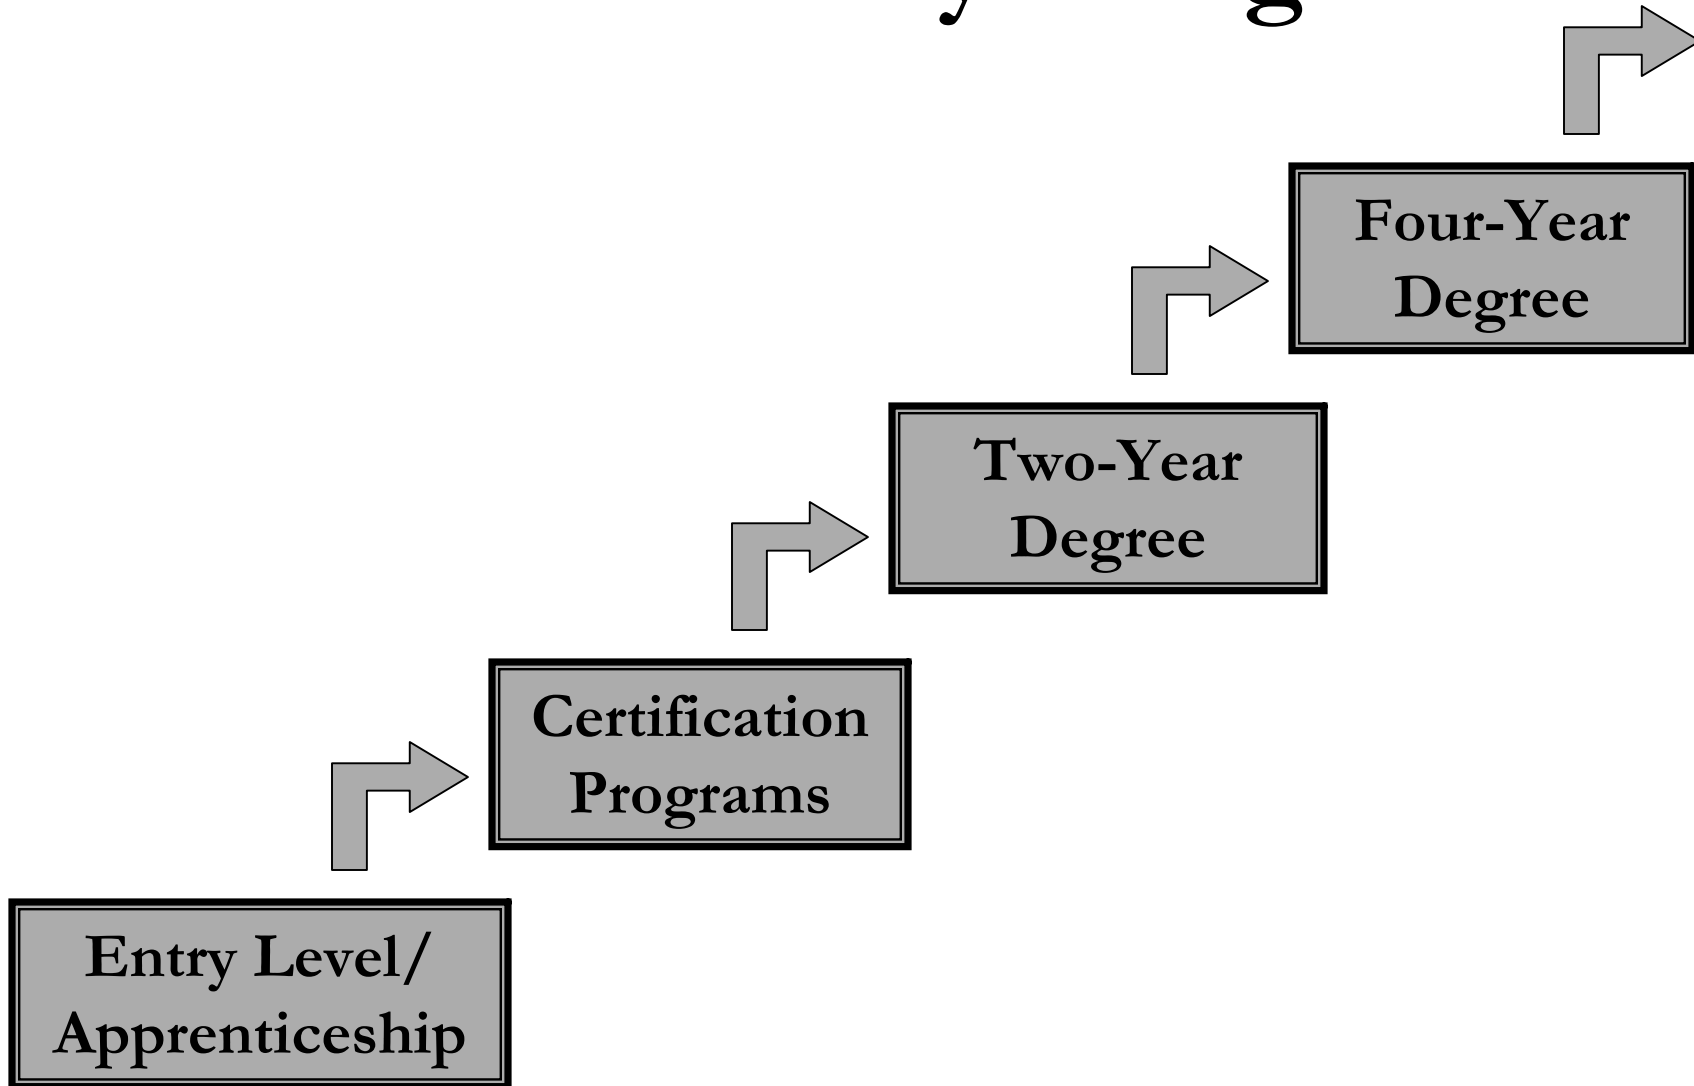 Four-Year
Degree
Two-Year
Degree
Certification
Programs
Entry Level/
Apprenticeship